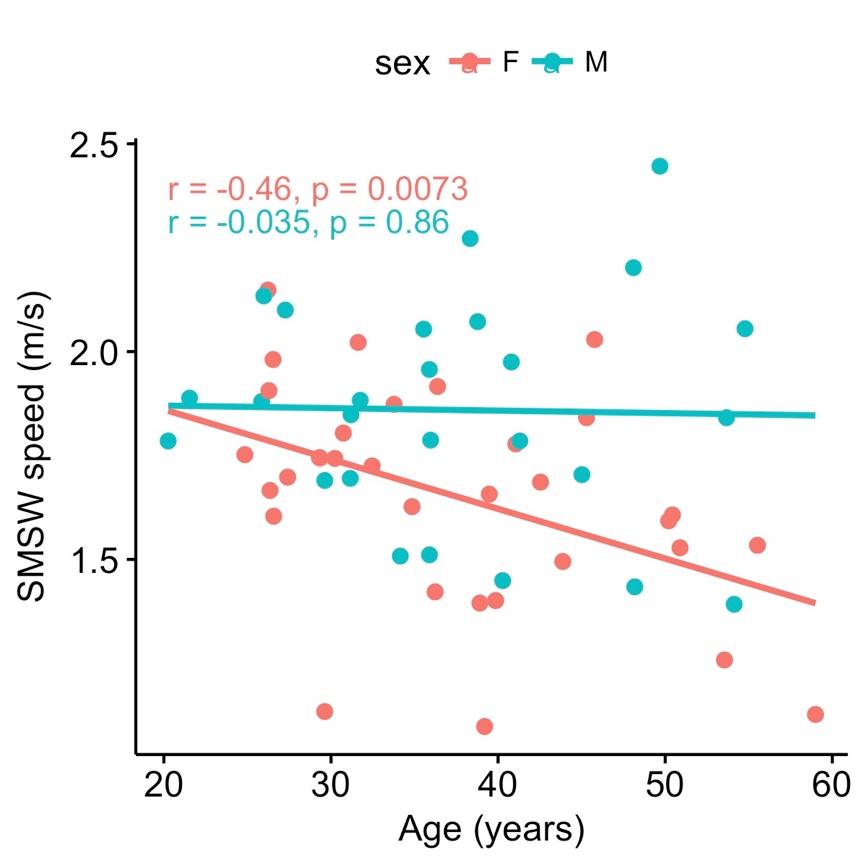 sex F M
2.5
r = -0.46, p = 0.0073
r = -0.035, p = 0.86
2.0
1.5
SMSW speed (m/s)
20 30 40 50 60
Age (years)